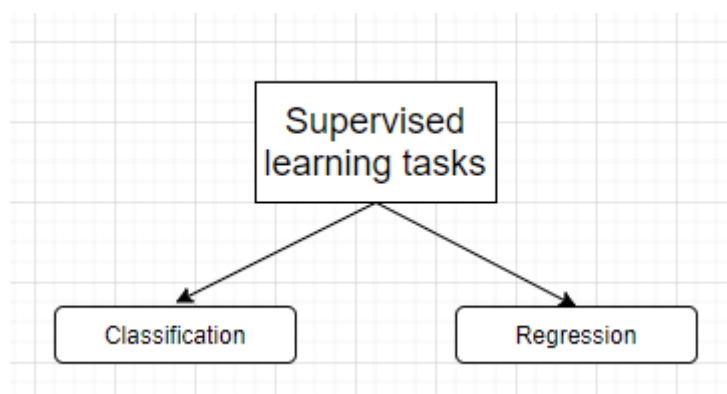 Supervised
learning tasks
Classification
Regression